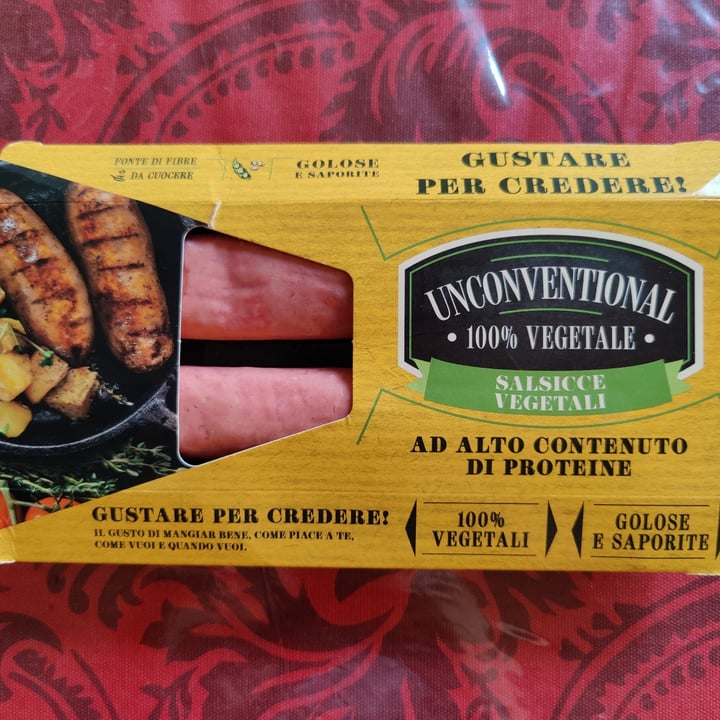 FONTE DI FIBRE
DA CUOCERE
GOLOSE
E SAPORITE
GUSTARE
PER CREDERE!
UNCONVENTIONAL
• 100% VEGETALE •
SALSICCE
VEGETALI
AD ALTO CONTENUTO
DI PROTEINE
GUSTARE PER CREDERE!
IL GUSTO DI MANGIAR BENE, COME PIACE A TE,
COME VUOI E QUANDO VUOI.
100%
VEGETALI
GOLOSE
E SAPORITE